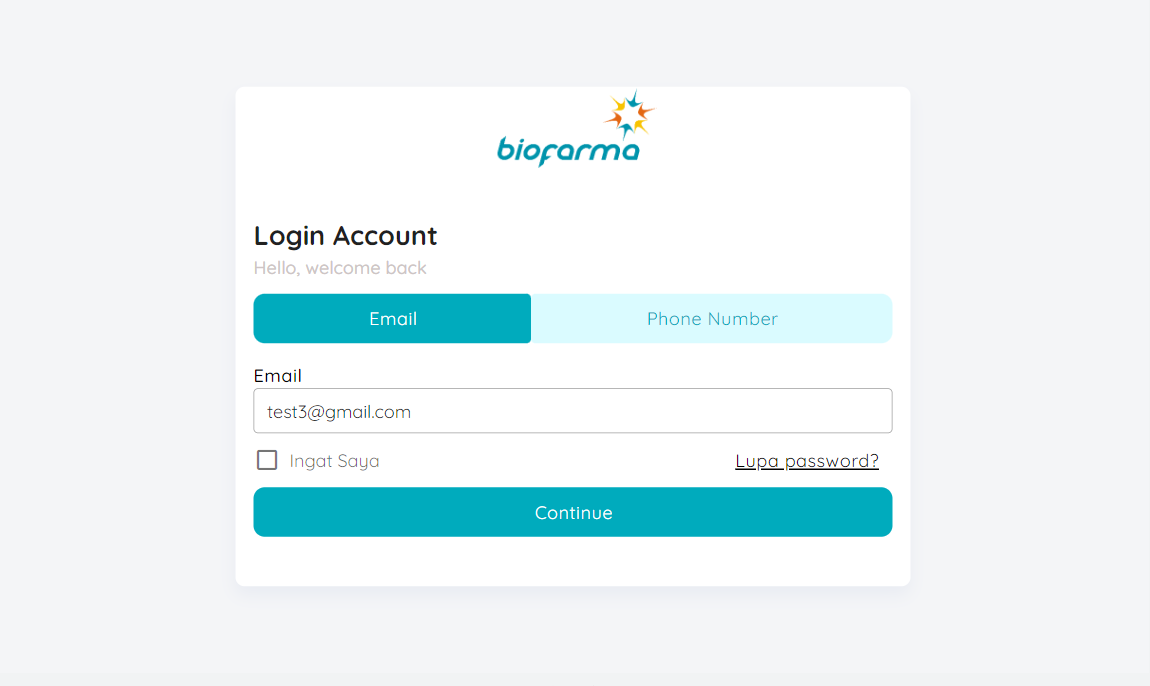 biofarma
Login Account
Hello, welcome back
Email
Phone Number
Email
test3@gmail.com
Ingat Saya
Lupa password?
Continue